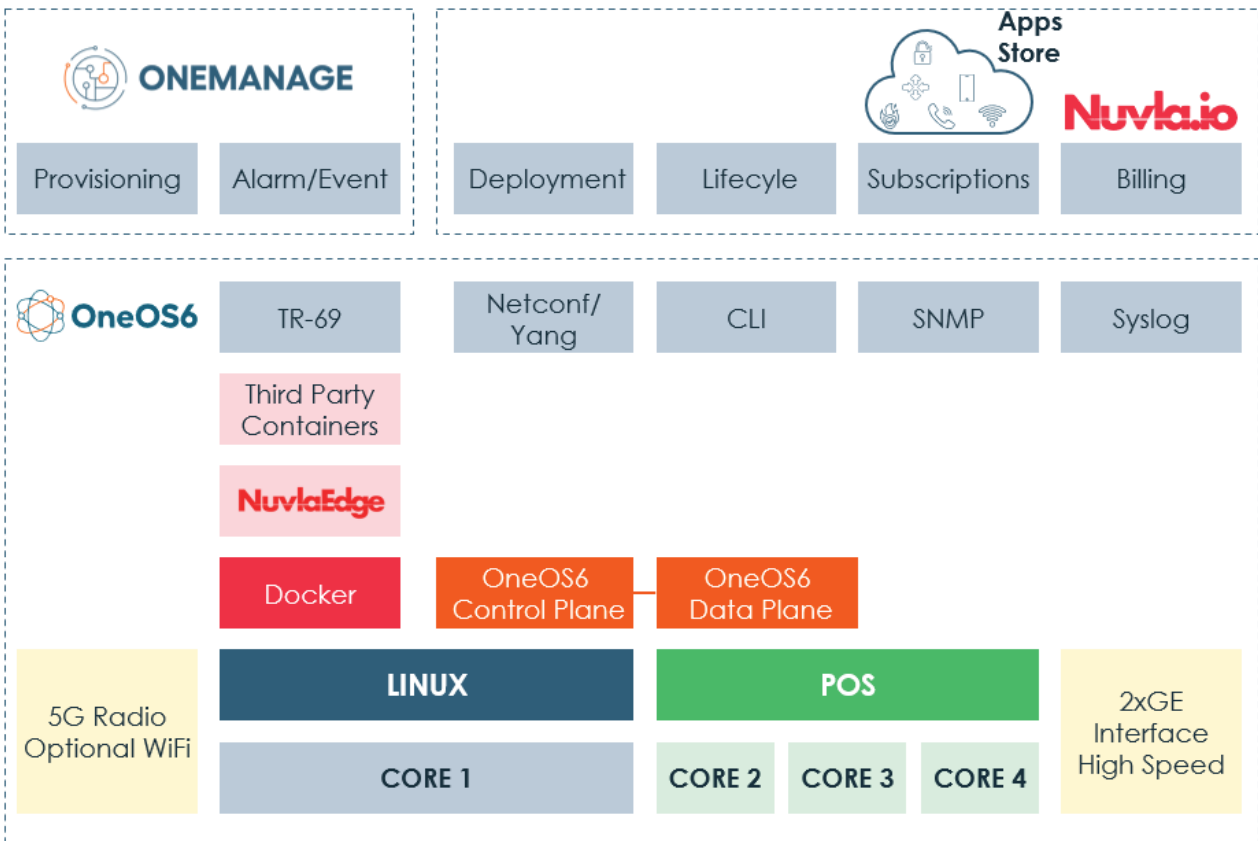 Apps
Store
ONEMANAGE
Nuvla.io
Provisioning
Alarm/Event
Deployment
Lifecyle
Subscriptions
Billing
OneOS6
TR-69
Netconf/
Yang
CLI
SNMP
Syslog
Third Party
Containers
NuvlaEdge
Docker
OneOS6
Control Plane
OneOS6
Data Plane
5G Radio
Optional WiFi
LINUX
POS
2xGE
Interface
High Speed
CORE 1
CORE 2
CORE 3
CORE 4